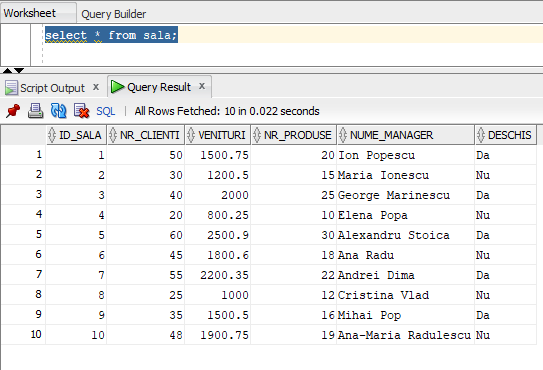 Worksheet Query Builder
select * from sala;
Script Output x Query Result x
SQL | All Rows Fetched: 10 in 0.022 seconds
ID_SALA NR_CLIENTI VENITURI NR_PRODUSE NUME_MANAGER DESCHIS
1 1 50 1500.75 20 Ion Popescu Da
2 2 30 1200.5 15 Maria Ionescu Nu
3 3 40 2000 25 George Marinescu Da
4 4 20 800.25 10 Elena Popa Nu
5 5 60 2500.9 30 Alexandru Stoica Da
6 6 45 1800.6 18 Ana Radu Nu
7 7 55 2200.35 22 Andrei Dima Da
8 8 25 1000 12 Cristina Vlad Nu
9 9 35 1500.5 16 Mihai Pop Da
10 10 48 1900.75 19 Ana-Maria Radulescu Nu